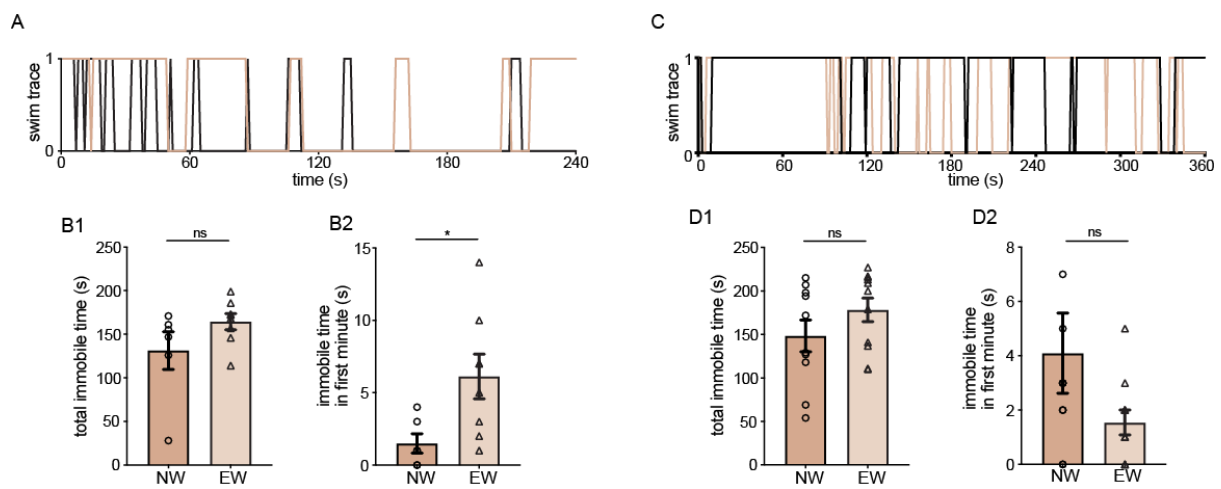 A
swim trace
1
0
0
60
120
180
240
time (s)
B1
ns
total immobile time (s)
250
200
150
100
50
0
NW
EW
B2
*
immobile time
in first minute (s)
15
10
5
0
NW
EW
C
swim trace
1
0
0
60
120
180
240
300
360
time (s)
D1
ns
total immobile time (s)
250
200
150
100
50
0
NW
EW
D2
ns
immobile time
in first minute (s)
8
6
4
2
0
NW
EW